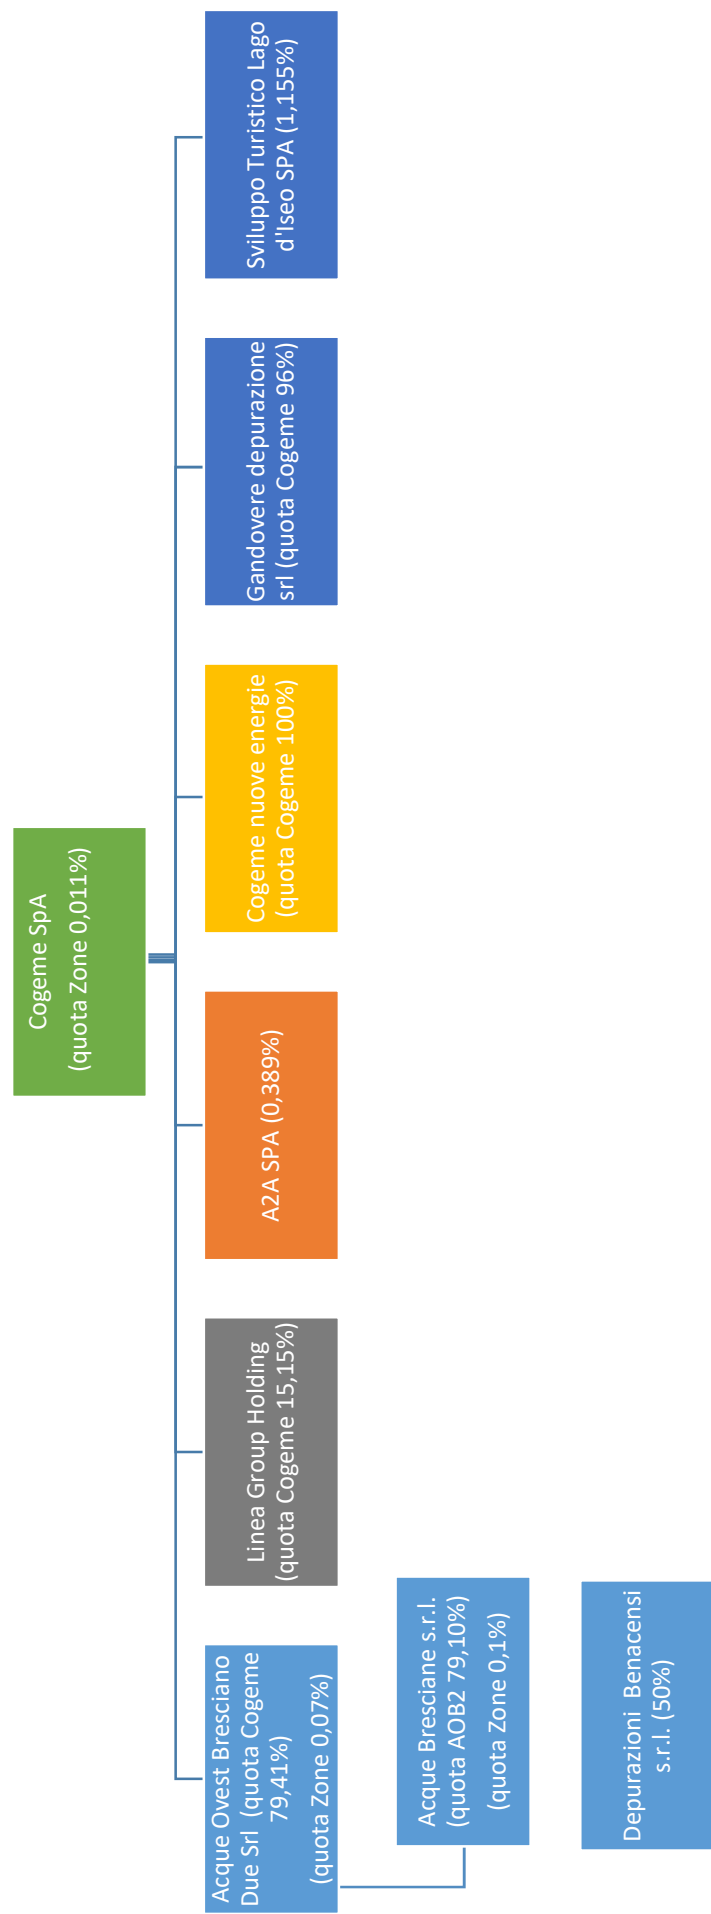 Cogeme SpA
(quota Zone 0,011%)
Acque Ovest Bresciano
Due Srl (quota Cogeme
79,41%)
(quota Zone 0,07%)
Linea Group Holding
(quota Cogeme 15,15%)
A2A SPA (0,389%)
Cogeme nuove energie
(quota Cogeme 100%)
Gandovere depurazione
srl (quota Cogeme 96%)
Sviluppo Turistico Lago
d'Iseo SPA (1,155%)
Acque Bresciane s.r.l.
(quota AOB2 79,10%)
(quota Zone 0,1%)
Depurazioni Benacensi
s.r.l. (50%)